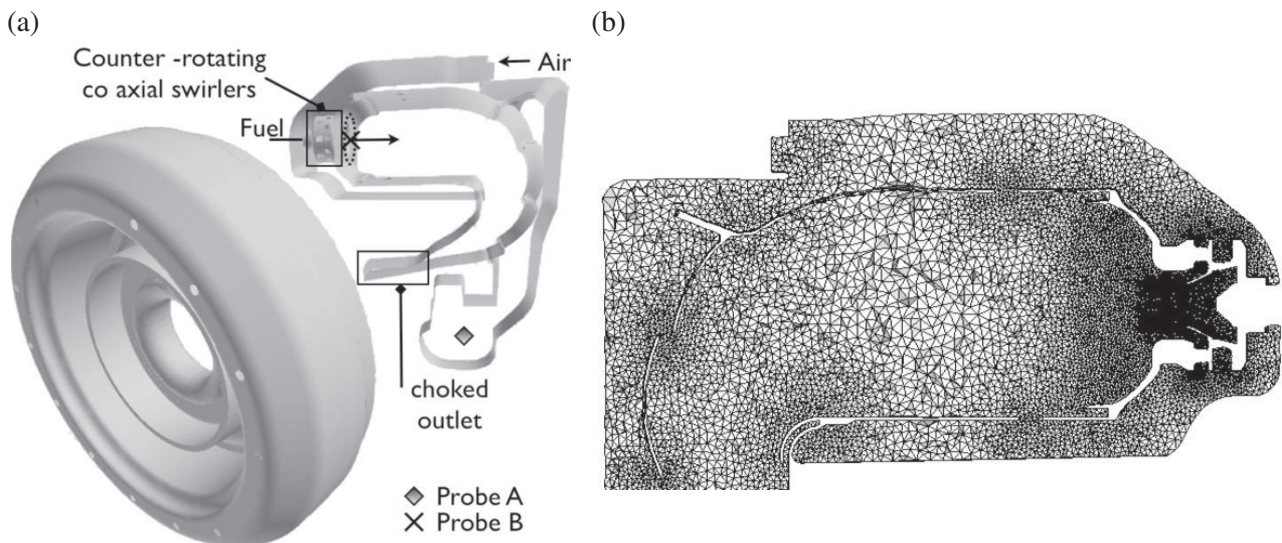 (a)
(b)
Counter -rotating
co axial swirlers
Air
Fuel
choked
outlet
Probe A
Probe B